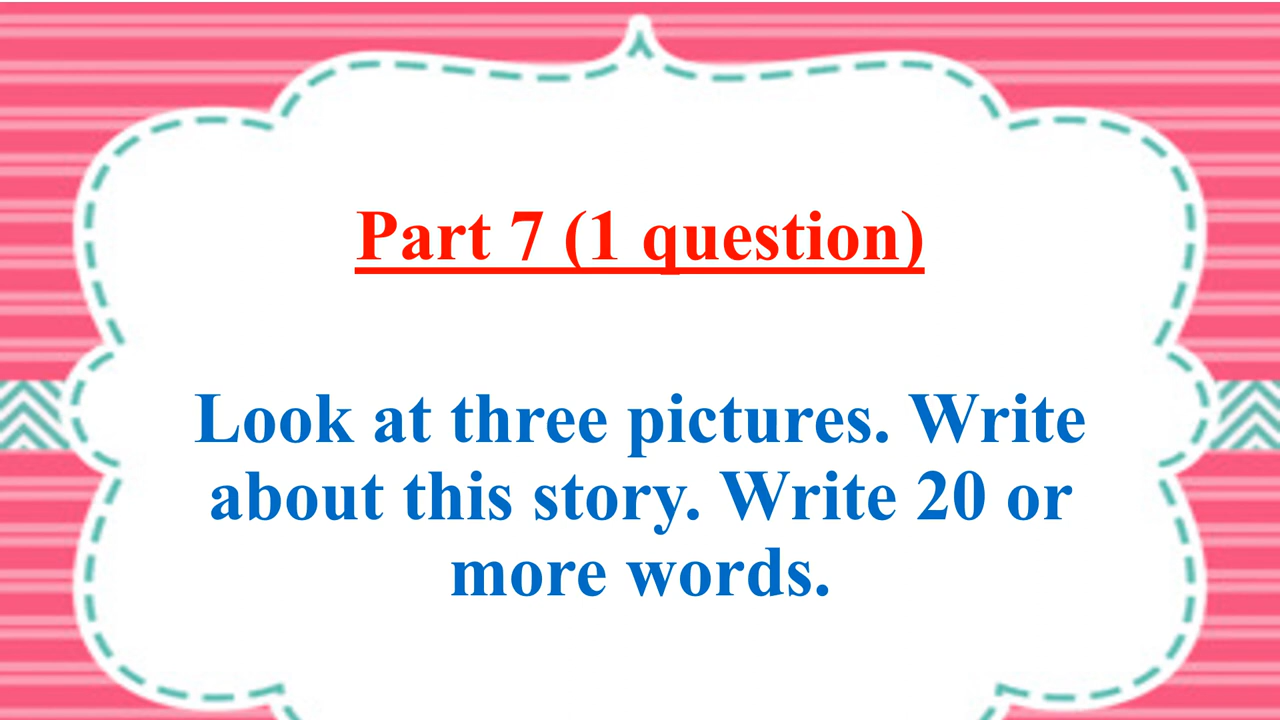 Part 7 (1 question)
Look at three pictures. Write
about this story. Write 20 or
more words.